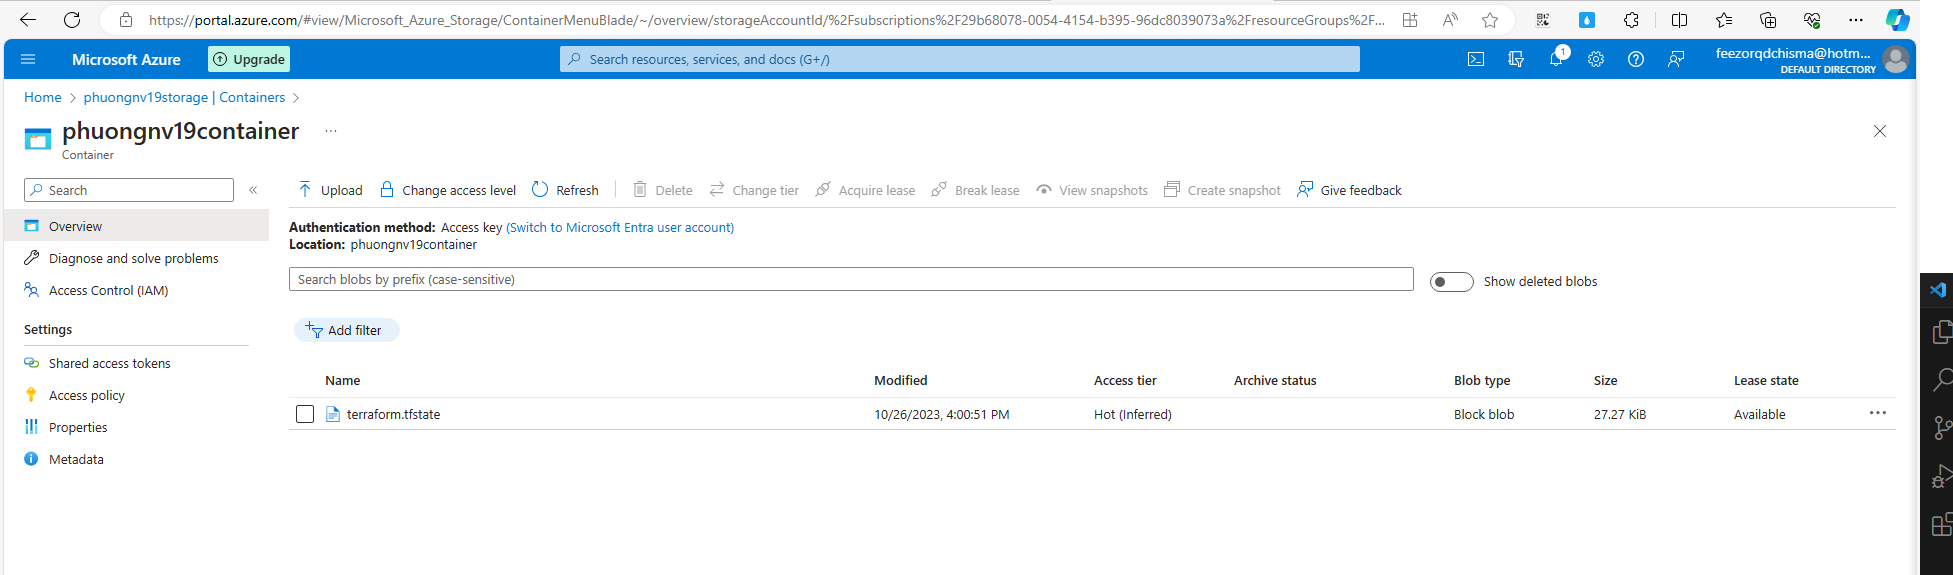 https://portal.azure.com/#view/Microsoft_Azure_Storage/ContainerMenuBlade/~/overview/storageAccountId/%2Fsubscriptions%2F29b68078-0054-4154-b395-96dc8039073a%2FresourceGroups%2F...
Microsoft Azure
Upgrade
Search resources, services, and docs (G+/)
1
feezorqdchisma@hotm...
DEFAULT DIRECTORY
Home > phuongnv19storage | Containers >
phuongnv19container
...
Container
Search
«
Upload
Change access level
Refresh
Delete
Change tier
Acquire lease
Break lease
View snapshots
Create snapshot
Give feedback
Overview
Diagnose and solve problems
Access Control (IAM)
Settings
Shared access tokens
Access policy
Properties
Metadata
Authentication method: Access key (Switch to Microsoft Entra user account)
Location: phuongnv19container
Search blobs by prefix (case-sensitive)
Show deleted blobs
Add filter
Name Modified Access tier Archive status Blob type Size Lease state
terraform.tfstate 10/26/2023, 4:00:51 PM Hot (Inferred) Block blob 27.27 KiB Available ...